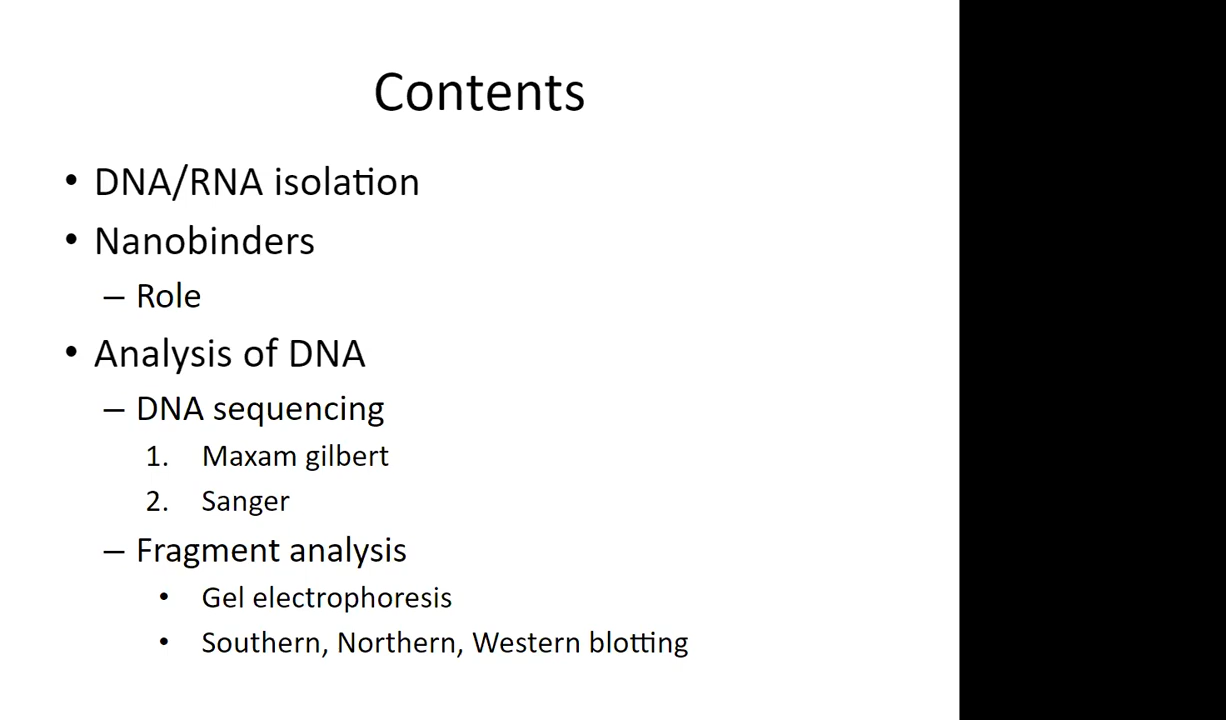 Contents
• DNA/RNA isolation
• Nanobinders
– Role
• Analysis of DNA
– DNA sequencing
1. Maxam gilbert
2. Sanger
– Fragment analysis
• Gel electrophoresis
• Southern, Northern, Western blotting